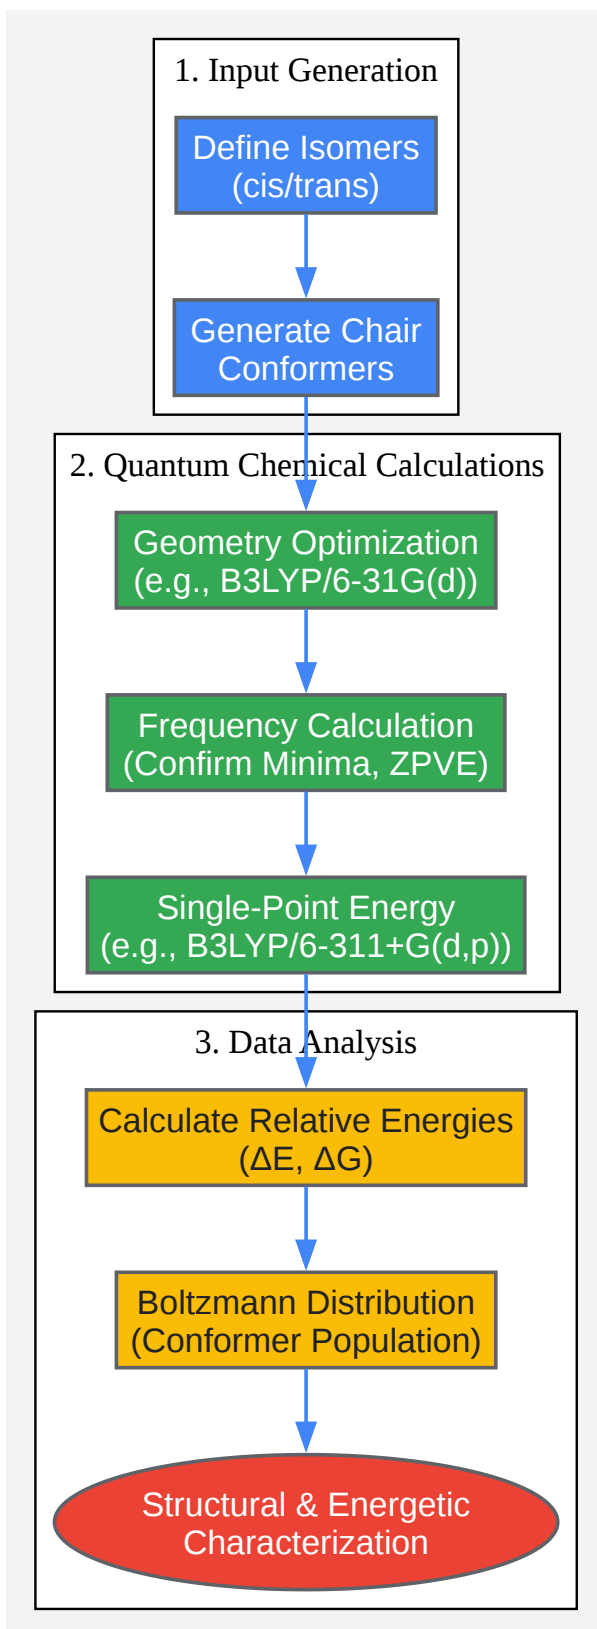 1. Input Generation
Define Isomers
(cis/trans)
Generate Chair
Conformers
2. Quantum Chemical Calculations
Geometry Optimization
(e.g., B3LYP/6-31G(d))
Frequency Calculation
(Confirm Minima, ZPVE)
Single-Point Energy
(e.g., B3LYP/6-311+G(d,p))
3. Data Analysis
Calculate Relative Energies
(ΔE, ΔG)
Boltzmann Distribution
(Conformer Population)
Structural & Energetic
Characterization